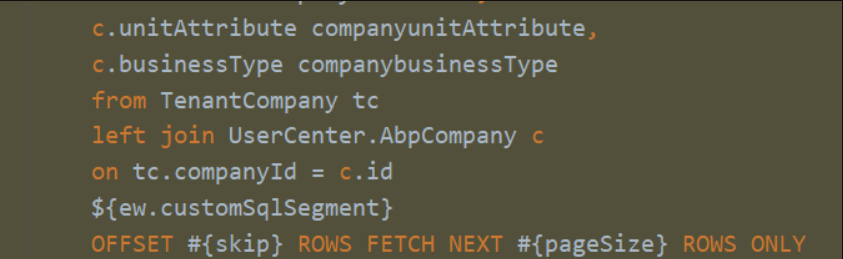 c.unitAttribute companyunitAttribute,
c.businessType companybusinessType
from TenantCompany tc
left join UserCenter.AbpCompany c
on tc.companyId = c.id
${ew.customSqlSegment}
OFFSET #{skip} ROWS FETCH NEXT #{pageSize} ROWS ONLY